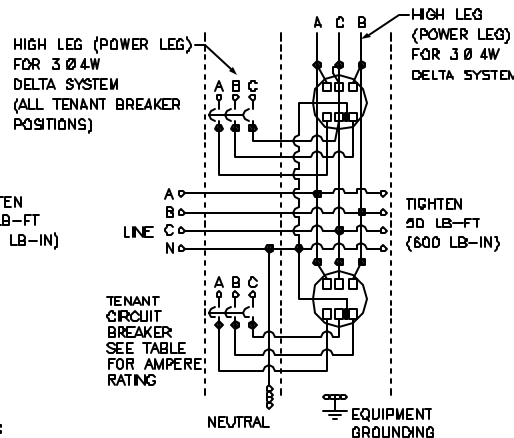 A C B
HIGH LEG
(POWER LEG)
FOR 3 Ø 4W
DELTA SYSTEM
HIGH LEG (POWER LEG)
FOR 3 Ø 4W
DELTA SYSTEM
(ALL TENANT BREAKER
POSITIONS)
A B C
A
B
LINE C
N
TEN
LB-FT
LB-IN)
TIGHTEN
50 LB-FT
(600 LB-IN)
A B C
TENANT
CIRCUIT
BREAKER
SEE TABLE
FOR AMPERE
RATING
NEUTRAL
EQUIPMENT
GROUNDING